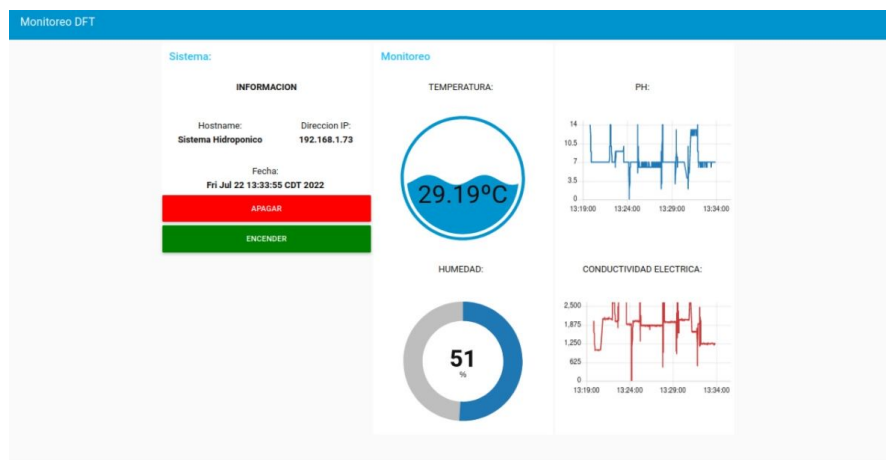 Monitoreo DFT
Sistema:
INFORMACION
Hostname:
Sistema Hidroponico
Direccion IP:
192.168.1.73
Fecha:
Fri Jul 22 13:33:55 CDT 2022
APAGAR
ENCENDER
Monitoreo
TEMPERATURA:
29.19ºC
HUMEDAD:
51
%
PH:
14
10.5
7
3.5
0
13:19:00 13:24:00 13:29:00 13:34:00
CONDUCTIVIDAD ELECTRICA:
2,500
1,875
1,250
625
0
13:19:00 13:24:00 13:29:00 13:34:00